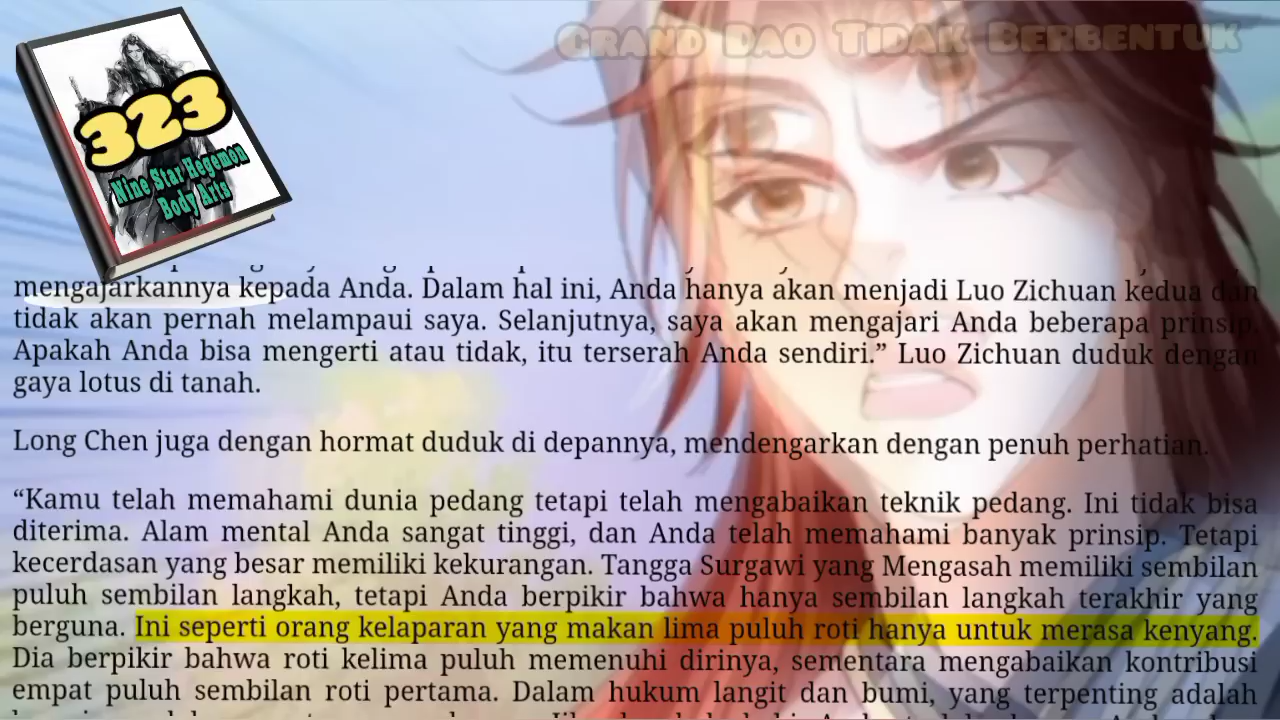 Grand Dao Tidak Berbentuk
323
Nine Star Hegemon
Body Arts
mengajarkannya kepada Anda. Dalam hal ini, Anda hanya akan menjadi Luo Zichuan kedua dan
tidak akan pernah melampaui saya. Selanjutnya, saya akan mengajari Anda beberapa prinsip.
Apakah Anda bisa mengerti atau tidak, itu terserah Anda sendiri.” Luo Zichuan duduk dengan
gaya lotus di tanah.
Long Chen juga dengan hormat duduk di depannya, mendengarkan dengan penuh perhatian.
“Kamu telah memahami dunia pedang tetapi telah mengabaikan teknik pedang. Ini tidak bisa
diterima. Alam mental Anda sangat tinggi, dan Anda telah memahami banyak prinsip. Tetapi
kecerdasan yang besar memiliki kekurangan. Tangga Surgawi yang Mengasah memiliki sembilan
puluh sembilan langkah, tetapi Anda berpikir bahwa hanya sembilan langkah terakhir yang
berguna. Ini seperti orang kelaparan yang makan lima puluh roti hanya untuk merasa kenyang.
Dia berpikir bahwa roti kelima puluh memenuhi dirinya, sementara mengabaikan kontribusi
empat puluh sembilan roti pertama. Dalam hukum langit dan bumi, yang terpenting adalah